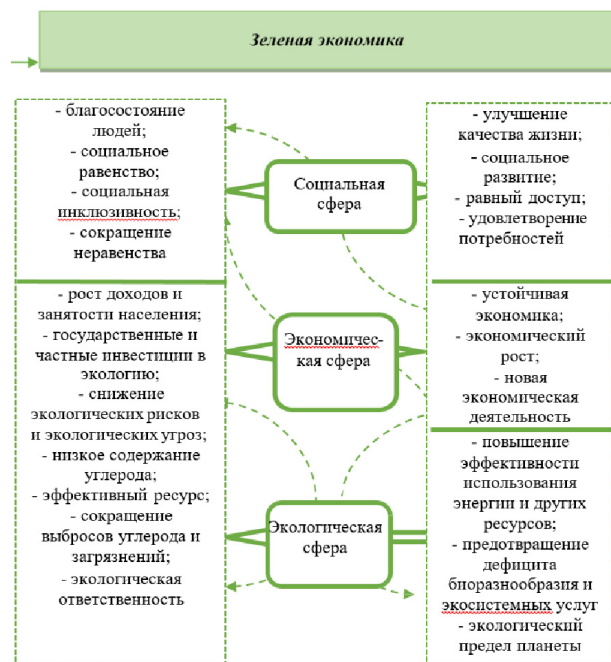 Зеленая экономика
- благосостояние
людей;
- социальное
равенство;
- социальная
инклюзивность;
- сокращение
неравенства
- рост доходов и
занятости населения;
- государственные и
частные инвестиции в
экологию;
- снижение
экологических рисков
и экологических угроз;
- низкое содержание
углерода;
- эффективный ресурс;
- сокращение
выбросов углерода и
загрязнений;
- экологическая
ответственность
Социальная
сфера
Экономичес-
кая сфера
Экологическая
сфера
- улучшение
качества жизни;
- социальное
развитие;
- равный доступ;
- удовлетворение
потребностей
- устойчивая
экономика;
- экономический
рост;
- новая
экономическая
деятельность
- повышение
эффективности
использования
энергии и других
ресурсов;
- предотвращение
дефицита
биоразнообразия и
экосистемных услуг
- экологический
предел планеты